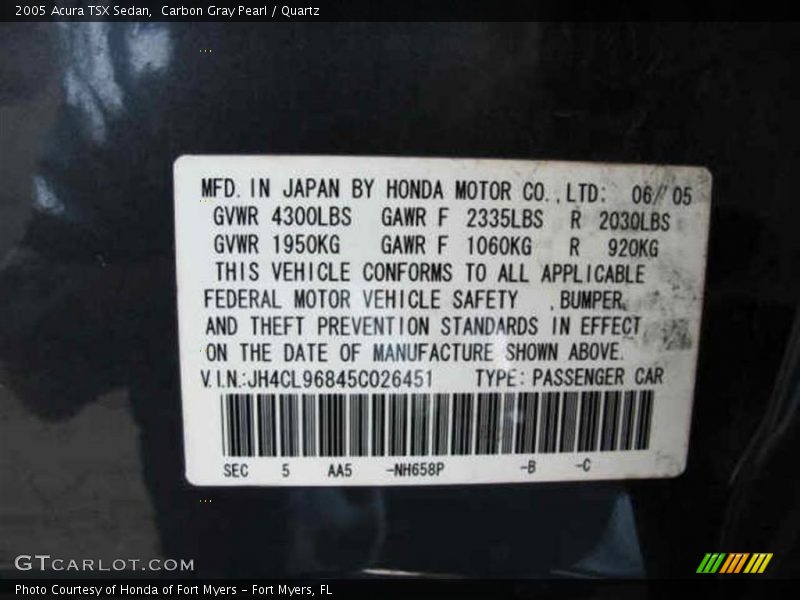 2005 Acura TSX Sedan, Carbon Gray Pearl / Quartz
MFD. IN JAPAN BY HONDA MOTOR CO., LTD: 06/'05
GVWR 4300LBS GAWR F 2335LBS R 2030LBS
GVWR 1950KG GAWR F 1060KG R 920KG
THIS VEHICLE CONFORMS TO ALL APPLICABLE
FEDERAL MOTOR VEHICLE SAFETY , BUMPER,
AND THEFT PREVENTION STANDARDS IN EFFECT
ON THE DATE OF MANUFACTURE SHOWN ABOVE.
V.I.N.:JH4CL96845C026451 TYPE: PASSENGER CAR
SEC 5 AA5 -NH658P -B -C
GTCARLOT.COM
Photo Courtesy of Honda of Fort Myers - Fort Myers, FL